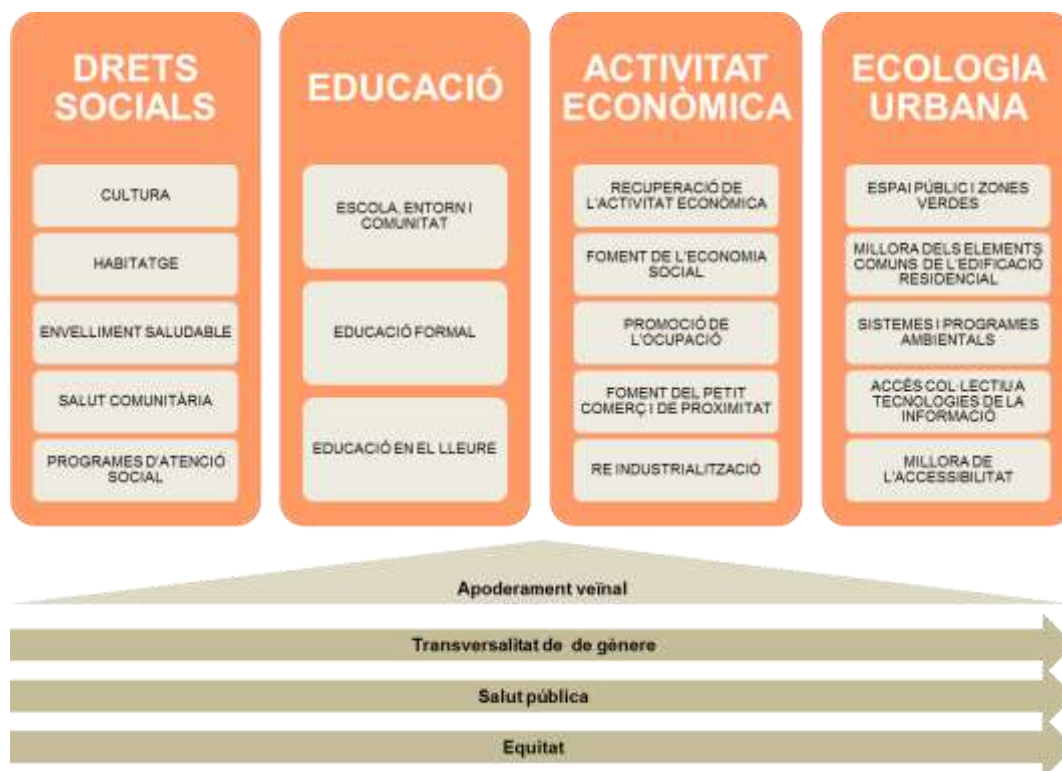 DRETS
SOCIALS
CULTURA
HABITATGE
ENVELLIMENT SALUDABLE
SALUT COMUNITÀRIA
PROGRAMES D'ATENCIÓ
SOCIAL
EDUCACIÓ
ESCOLA, ENTORN I
COMUNITAT
EDUCACIÓ FORMAL
EDUCACIÓ EN EL LLEURE
ACTIVITAT
ECONÒMICA
RECUPERACIÓ DE
L'ACTIVITAT ECONÒMICA
FOMENT DE L'ECONOMIA
SOCIAL
PROMOCIÓ DE
L'OCUPACIÓ
FOMENT DEL PETIT
COMERÇ I DE PROXIMITAT
RE INDUSTRIALITZACIÓ
ECOLOGIA
URBANA
ESPAI PÚBLIC I ZONES
VERDES
MILLORA DELS ELEMENTS
COMUNS DE L'EDIFICACIÓ
RESIDENCIAL
SISTEMES I PROGRAMES
AMBIENTALS
ACCÉS COL·LECTIU A
TECNOLOGIES DE LA
INFORMACIÓ
MILLORA DE
L'ACCESSIBILITAT
Apoderament veïnal
Transversalitat de de gènere
Salut pública
Equitat